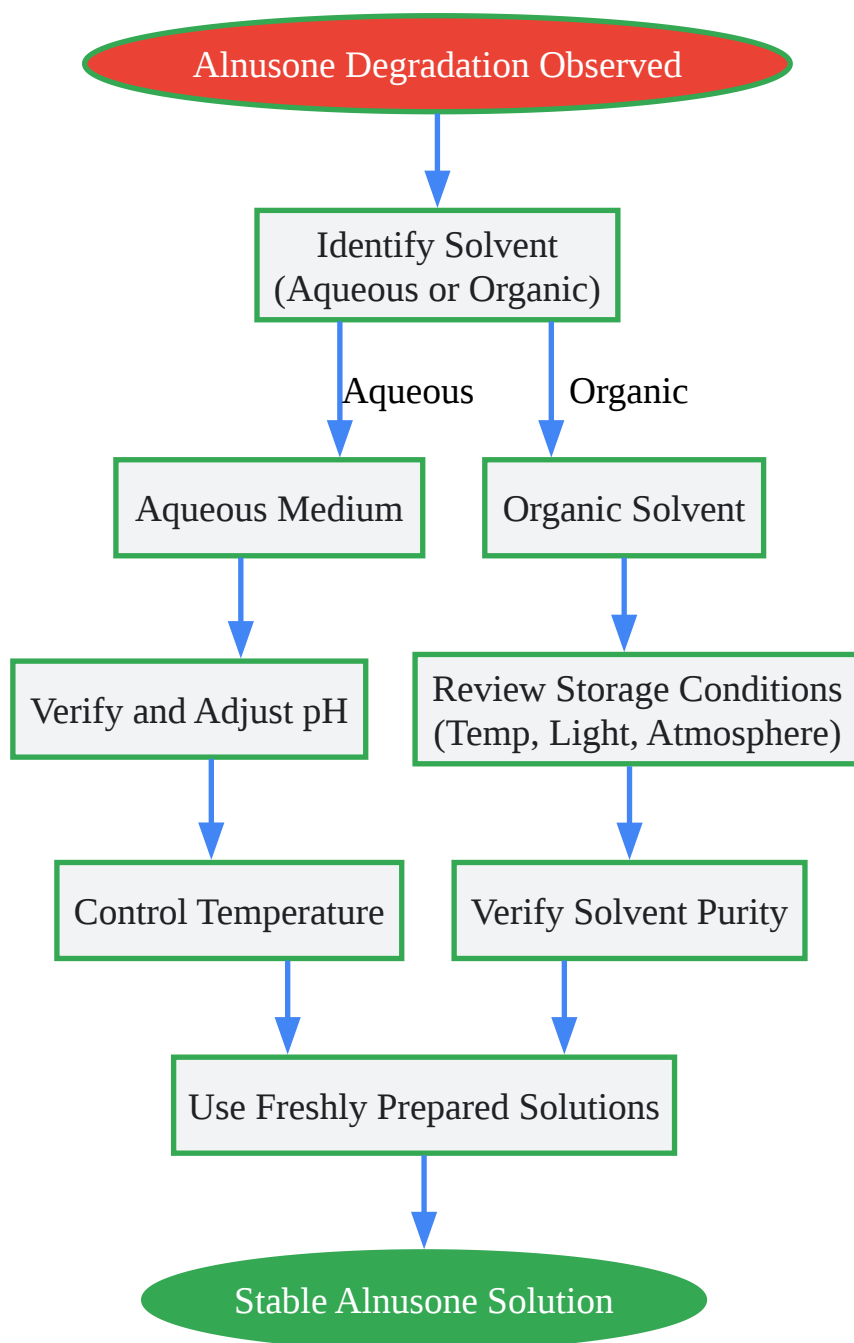 Alnusone Degradation Observed
Identify Solvent
(Aqueous or Organic)
Aqueous
Organic
Aqueous Medium
Organic Solvent
Verify and Adjust pH
Review Storage Conditions
(Temp, Light, Atmosphere)
Control Temperature
Verify Solvent Purity
Use Freshly Prepared Solutions
Stable Alnusone Solution